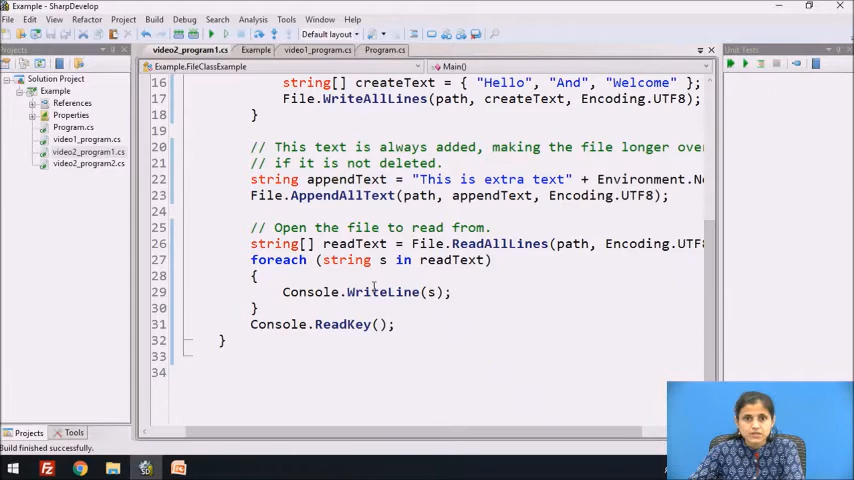 Example - SharpDevelop
File Edit View Refactor Project Build Debug Search Analysis Tools Window Help
Default layout
Projects
video2_program1.cs Example video1_program.cs Program.cs
Unit Tests
Example.FileClassExample Main()
Solution Project
Example
References
Properties
Program.cs
video1_program.cs
video2_program1.cs
video2_program2.cs
16 string[] createText = { "Hello", "And", "Welcome" };
17 File.WriteAllLines(path, createText, Encoding.UTF8);
18 }
19
20 // This text is always added, making the file longer ove
21 // if it is not deleted.
22 string appendText = "This is extra text" + Environment.Ne
23 File.AppendAllText(path, appendText, Encoding.UTF8);
24
25 // Open the file to read from.
26 string[] readText = File.ReadAllLines(path, Encoding.UTF8
27 foreach (string s in readText)
28 {
29 Console.WriteLine(s);
30 }
31 Console.ReadKey();
32 }
33
34
Projects Tools
Build finished successfully.